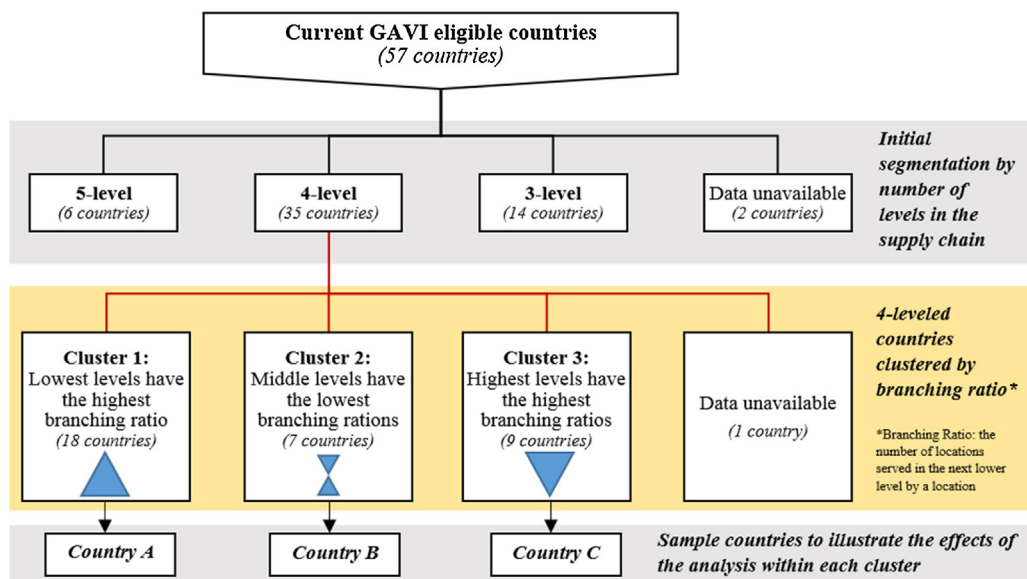 Current GAVI eligible countries
(57 countries)
Initial
segmentation by
number of
levels in the
supply chain
5-level
(6 countries)
4-level
(35 countries)
3-level
(14 countries)
Data unavailable
(2 countries)
4-leveled
countries
clustered by
branching ratio*
*Branching Ratio: the
number of locations
served in the next lower
level by a location
Cluster 1:
Lowest levels have
the highest
branching ratio
(18 countries)
Cluster 2:
Middle levels have
the lowest
branching rations
(7 countries)
Cluster 3:
Highest levels have
the highest
branching ratios
(9 countries)
Data unavailable
(1 country)
Country A
Country B
Country C
Sample countries to illustrate the effects of
the analysis within each cluster